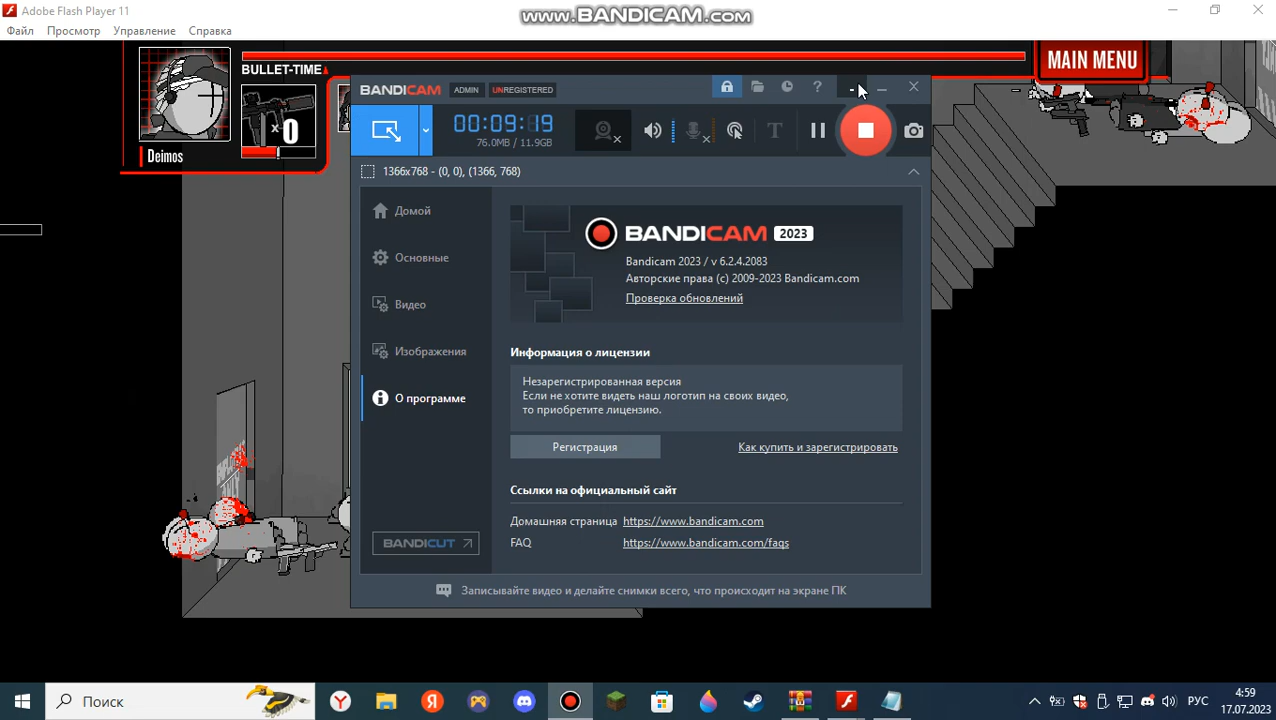 Adobe Flash Player 11
www.BANDICAM.com
Файл Просмотр Управление Справка
BULLET-TIME
MAIN MENU
x0
Deimos
BANDICAM ADMIN UNREGISTERED
?
00:09:19
76.0MB / 11.9GB
T
1366x768 - (0, 0), (1366, 768)
Домой
Основные
Видео
Изображения
О программе
BANDICUT
BANDICAM 2023
Bandicam 2023 / v 6.2.4.2083
Авторские права (c) 2009-2023 Bandicam.com
Проверка обновлений
Информация о лицензии
Незарегистрированная версия
Если не хотите видеть наш логотип на своих видео,
то приобретите лицензию.
Регистрация Как купить и зарегистрировать
Ссылки на официальный сайт
Домашняя страница https://www.bandicam.com
FAQ https://www.bandicam.com/faqs
Записывайте видео и делайте снимки всего, что происходит на экране ПК
Поиск
РУС
4:59
17.07.2023